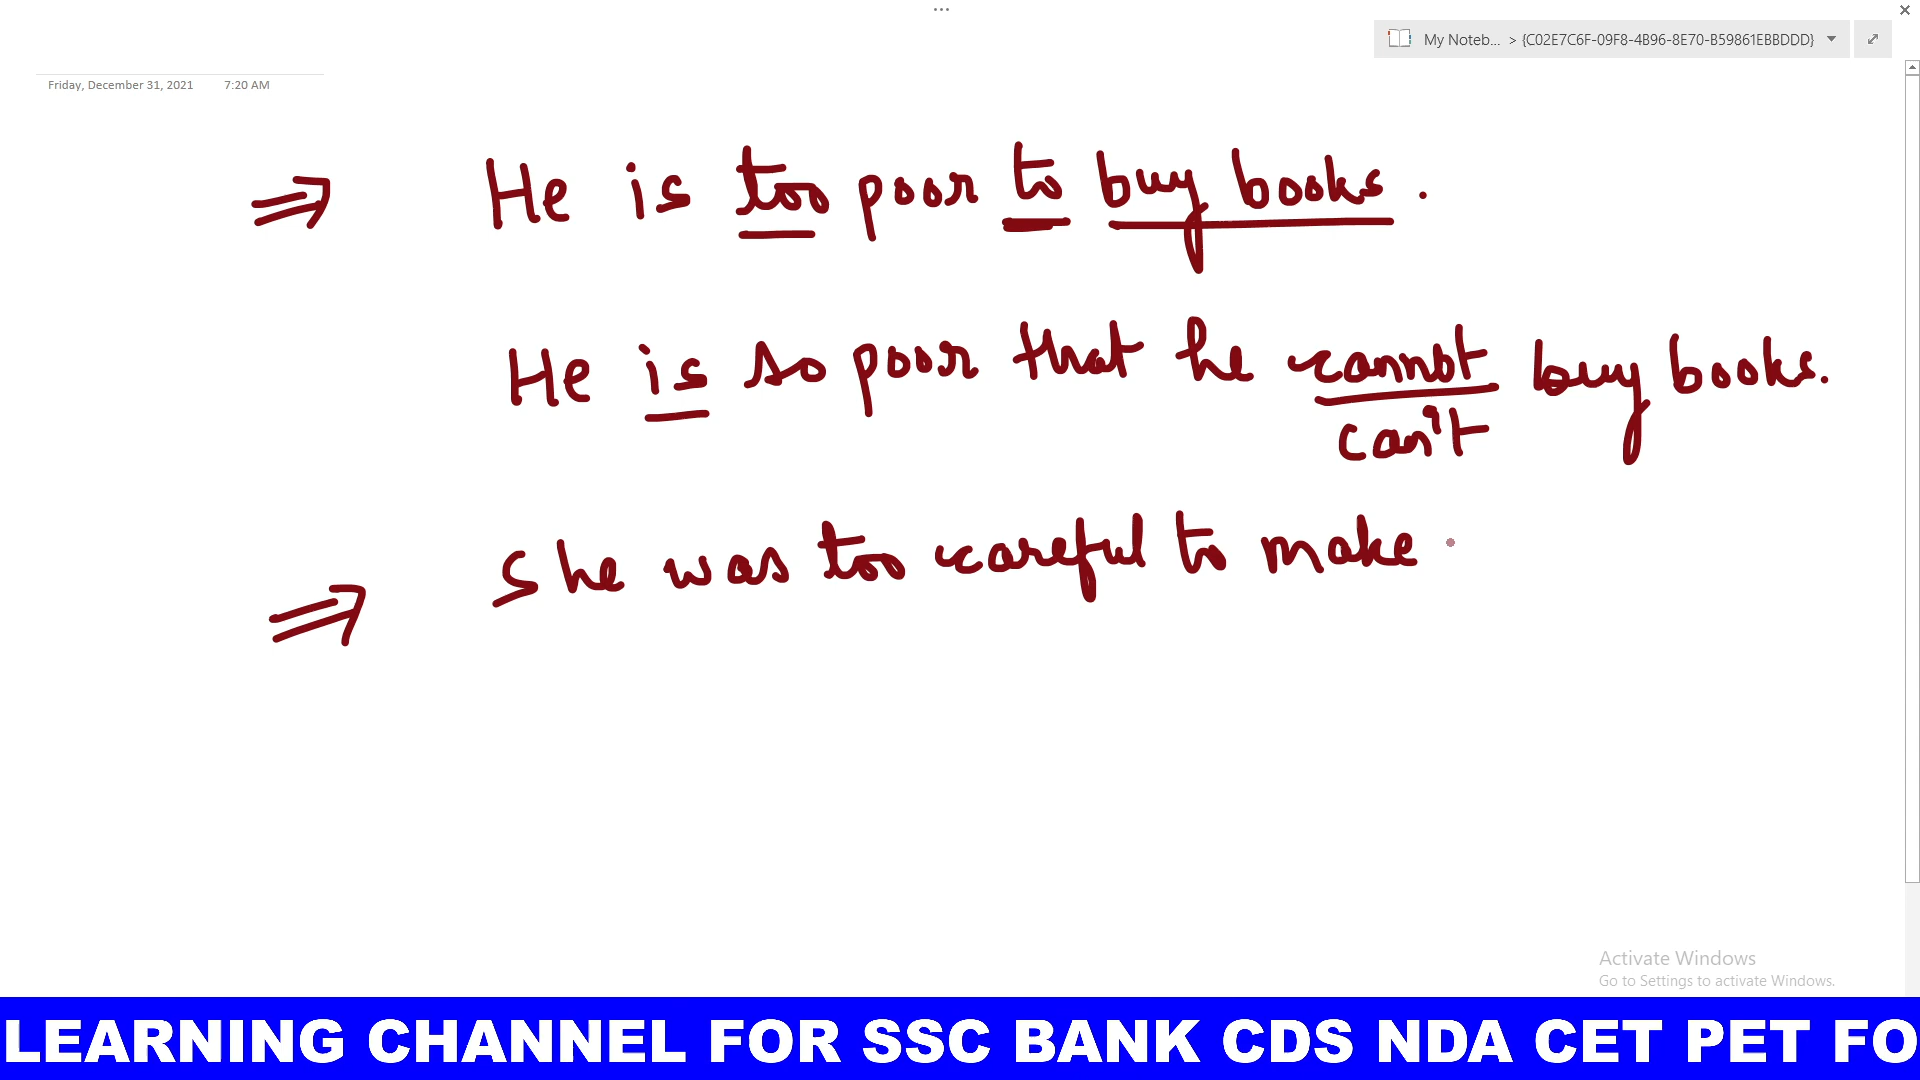 ...
×
My Noteb... > {C02E7C6F-09F8-4B96-8E70-B59861EBBDDD}
Friday, December 31, 2021 7:20 AM
⇒ He is too poor to buy books.
He is so poor that he cannot buy books.
can't
⇒ She was too careful to make
Activate Windows
Go to Settings to activate Windows.
LEARNING CHANNEL FOR SSC BANK CDS NDA CET PET FO